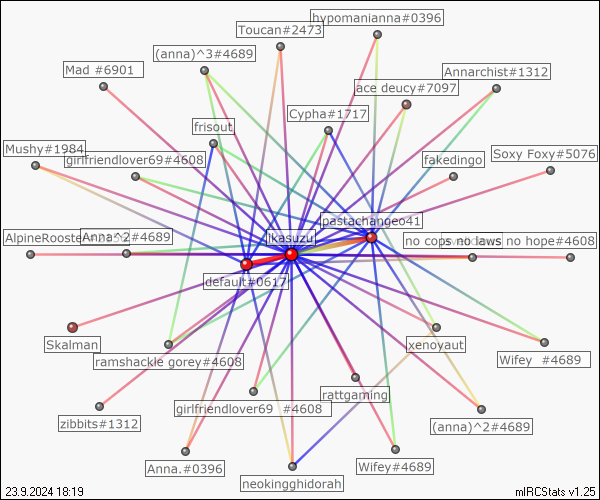 hypomanianna#0396
Toucan#2473
(anna)^3#4689
Mad #6901
Annarchist#1312
ace deucy#7097
Cypha#1717
frisout
Mushy#1984
girlfriendlover69#4608
fakedingo
Soxy Foxy#5076
pastachangeo41
AlpineRooster
Anna^2#4689
lkasuzu
no cops no laws no hope#4608
default#0617
Skalman
ramshackle gorey#4608
xenoyaut
Wifey #4689
rattgaming
girlfriendlover69 #4608
zibbits#1312
(anna)^2#4689
Anna.#0396
Wifey#4689
neokingghidorah
23.9.2024 18:19
mIRCStats v1.25